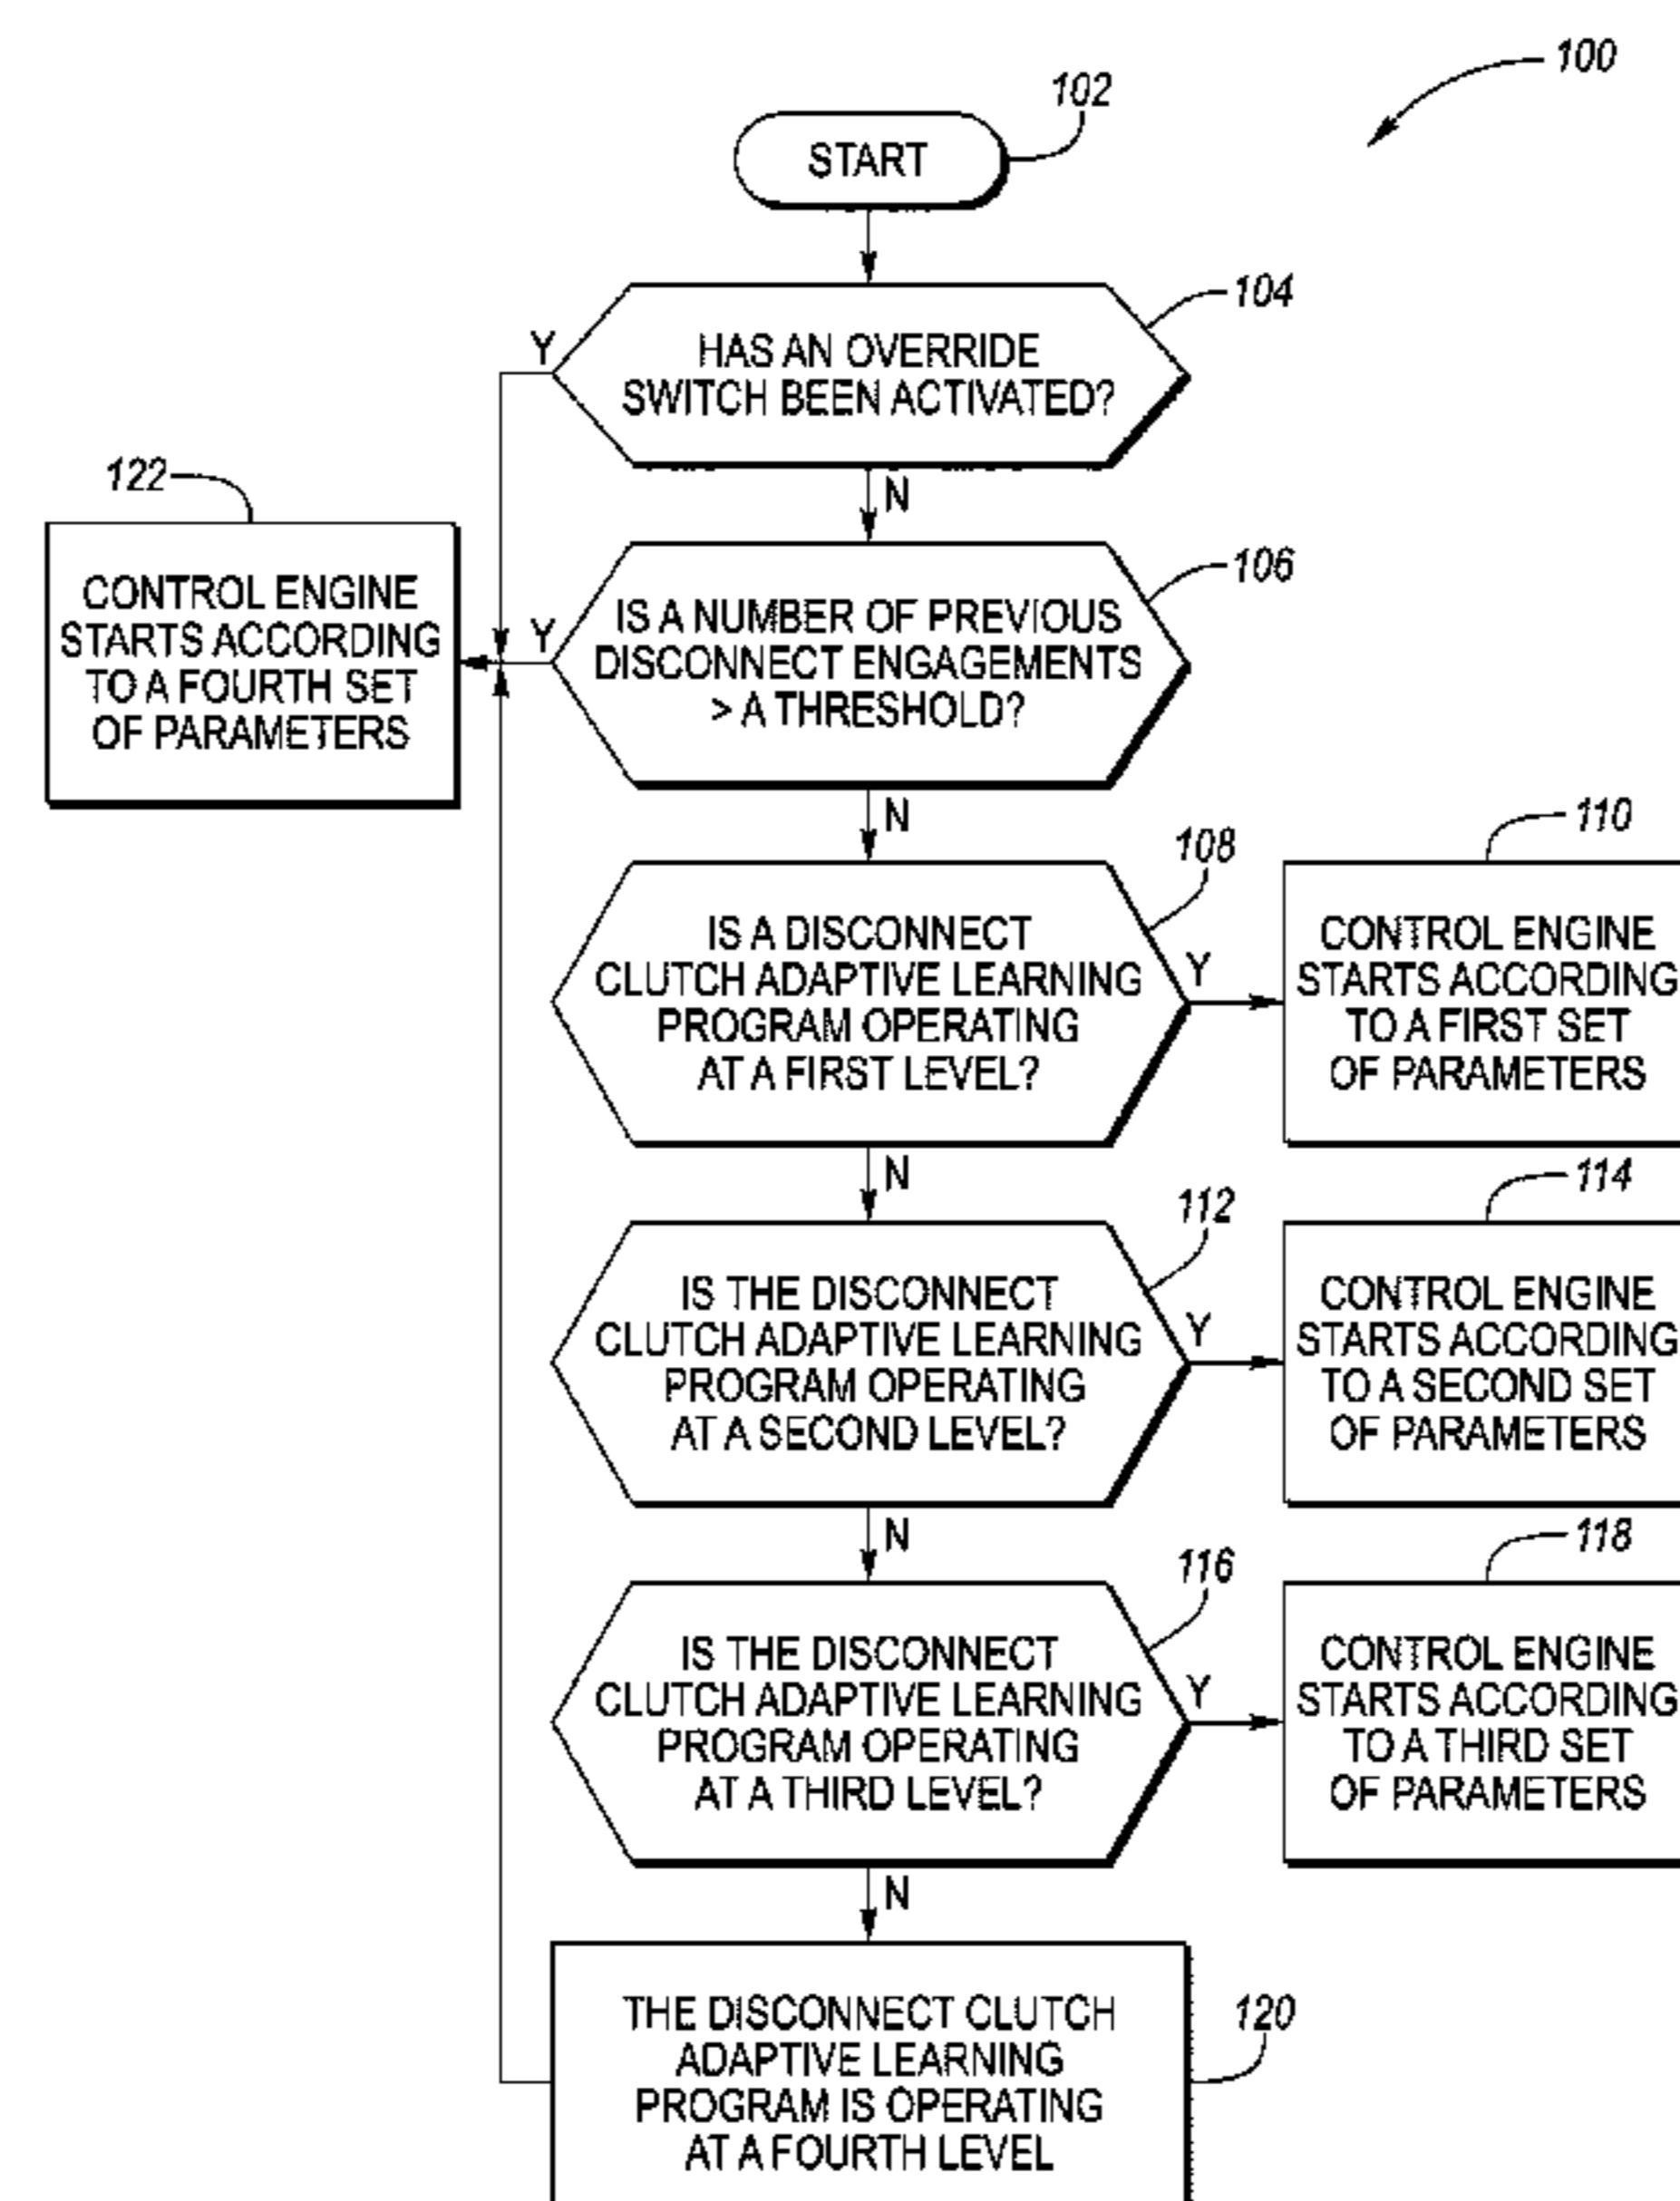 100
102
START
104
HAS AN OVERRIDE
SWITCH BEEN ACTIVATED?
Y
N
122
CONTROL ENGINE
STARTS ACCORDING
TO A FOURTH SET
OF PARAMETERS
106
IS A NUMBER OF PREVIOUS
DISCONNECT ENGAGEMENTS
> A THRESHOLD?
Y
N
108
IS A DISCONNECT
CLUTCH ADAPTIVE LEARNING
PROGRAM OPERATING
AT A FIRST LEVEL?
Y
N
110
CONTROL ENGINE
STARTS ACCORDING
TO A FIRST SET
OF PARAMETERS
112
IS THE DISCONNECT
CLUTCH ADAPTIVE LEARNING
PROGRAM OPERATING
AT A SECOND LEVEL?
Y
N
114
CONTROL ENGINE
STARTS ACCORDING
TO A SECOND SET
OF PARAMETERS
116
IS THE DISCONNECT
CLUTCH ADAPTIVE LEARNING
PROGRAM OPERATING
AT A THIRD LEVEL?
Y
N
118
CONTROL ENGINE
STARTS ACCORDING
TO A THIRD SET
OF PARAMETERS
120
THE DISCONNECT CLUTCH
ADAPTIVE LEARNING
PROGRAM IS OPERATING
AT A FOURTH LEVEL